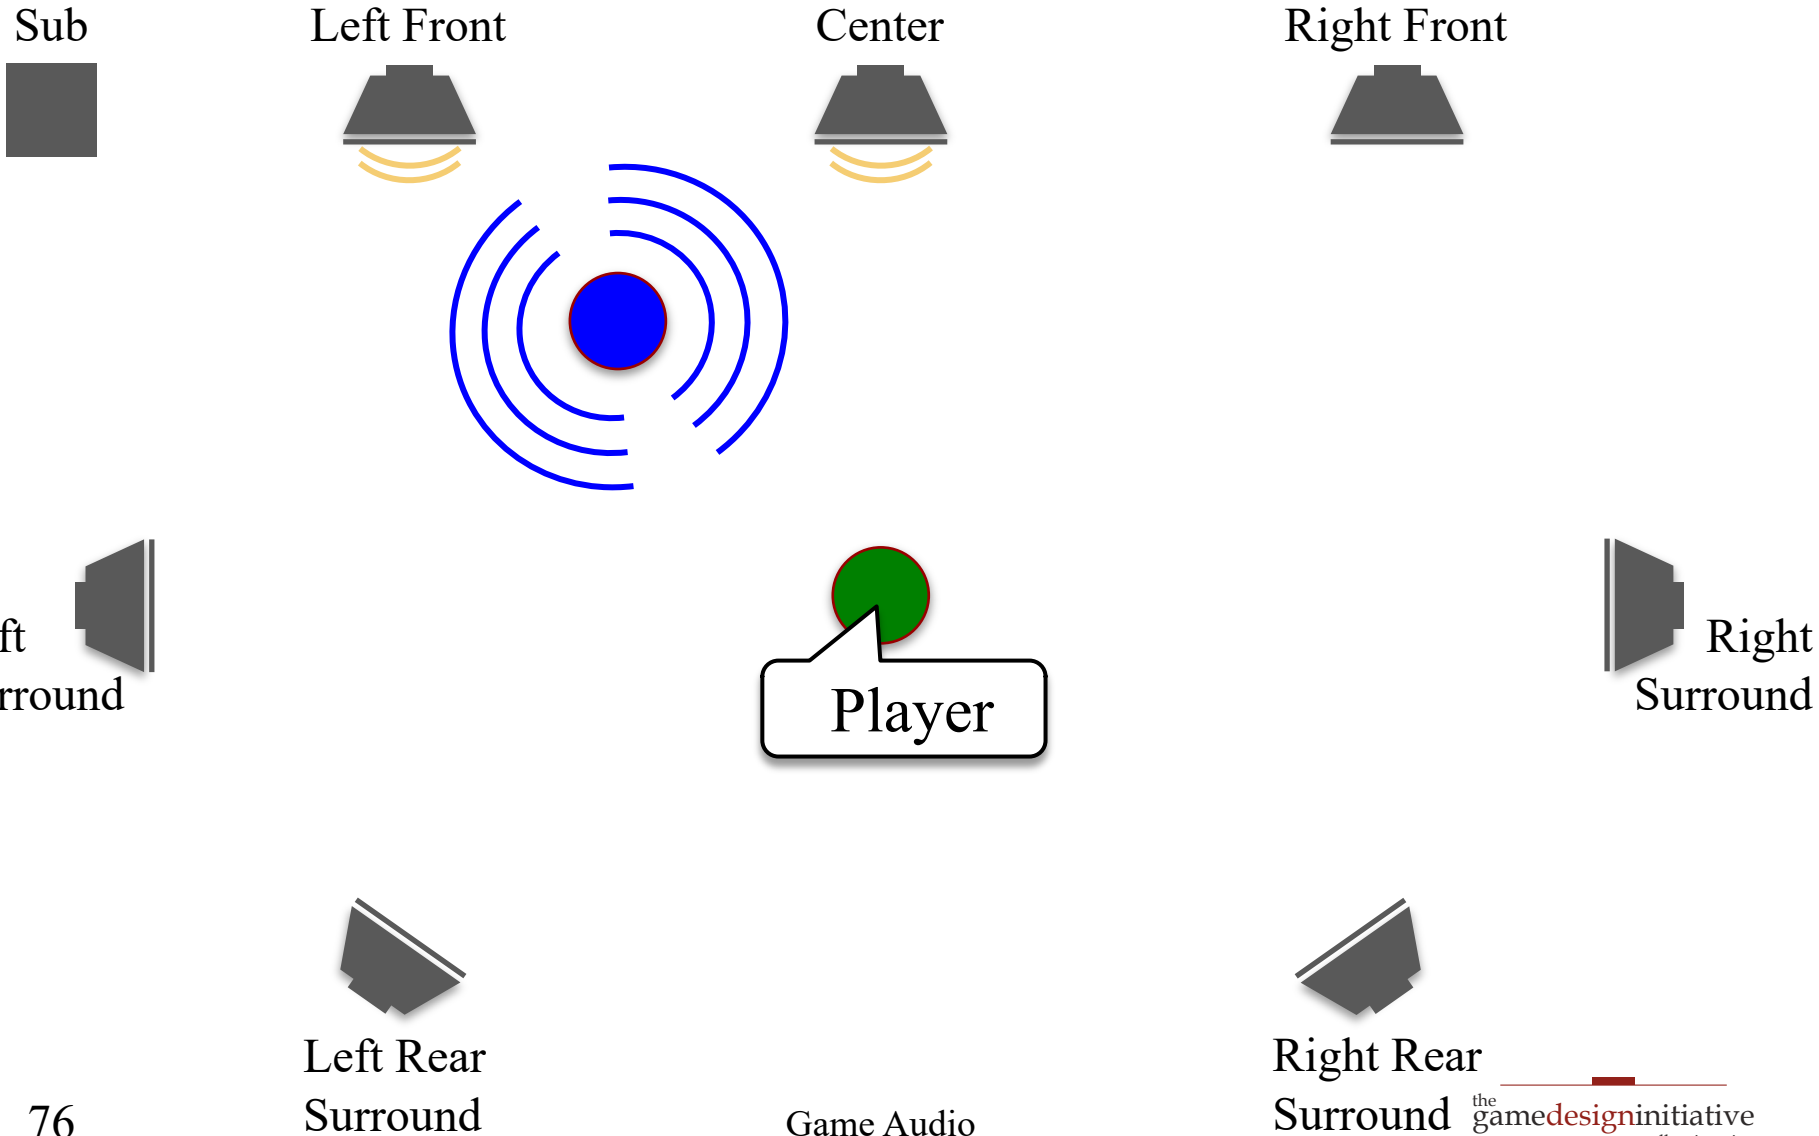 Sub
Left Front
Center
Right Front
ft
rround
Right
Surround
Player
Left Rear
Surround
Right Rear
Surround
76
Game Audio
the
gamedesigninitiative